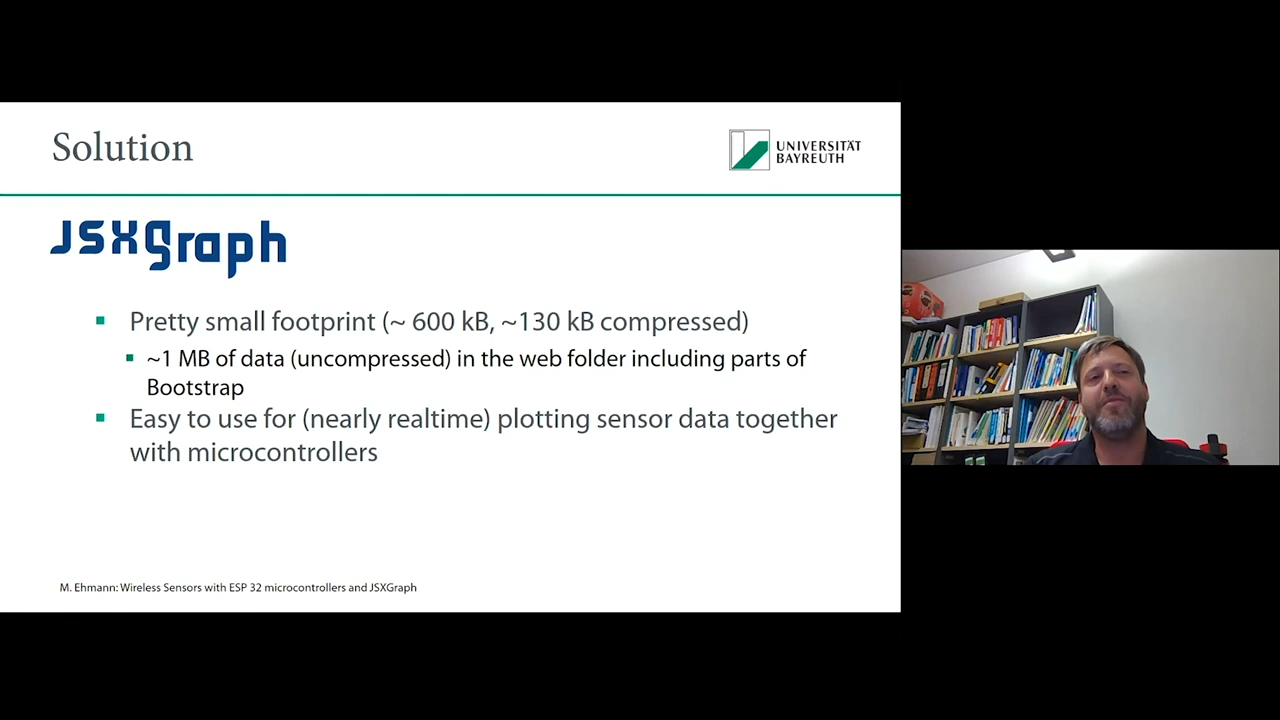 Solution
UNIVERSITÄT
BAYREUTH
JSXGraph
Pretty small footprint (~ 600 kB, ~130 kB compressed)
~1 MB of data (uncompressed) in the web folder including parts of
Bootstrap
Easy to use for (nearly realtime) plotting sensor data together
with microcontrollers
M. Ehmann: Wireless Sensors with ESP 32 microcontrollers and JSXGraph